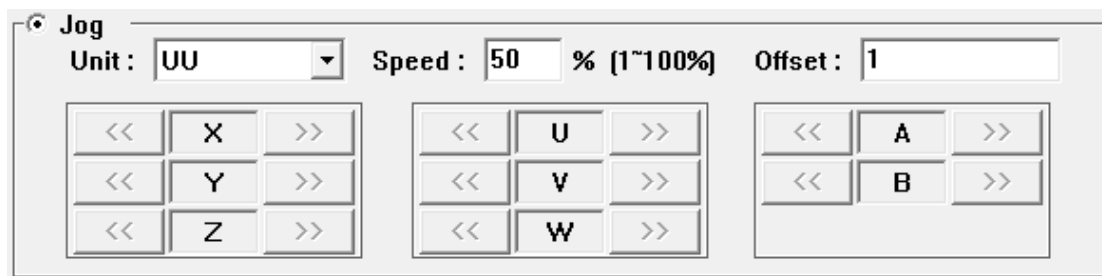 Jog
Unit : UU Speed : 50 % (1~100%) Offset : 1
<< X >> << U >> << A >>
<< Y >> << V >> << B >>
<< Z >> << W >>